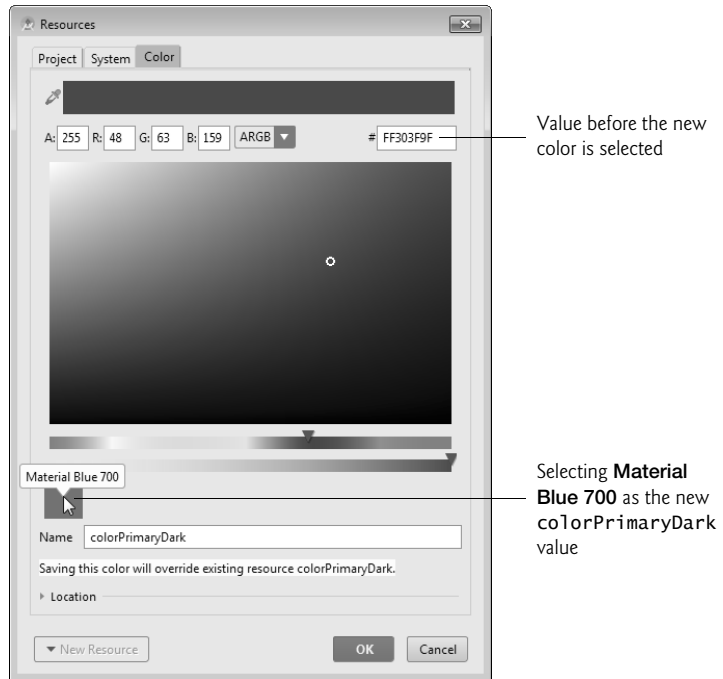 Resources
Project System Color
A: 255 R: 48 G: 63 B: 159 ARGB # FF303F9F
Value before the new
color is selected
Material Blue 700
Selecting Material
Blue 700 as the new
colorPrimaryDark
value
Name colorPrimaryDark
Saving this color will override existing resource colorPrimaryDark.
Location
New Resource OK Cancel